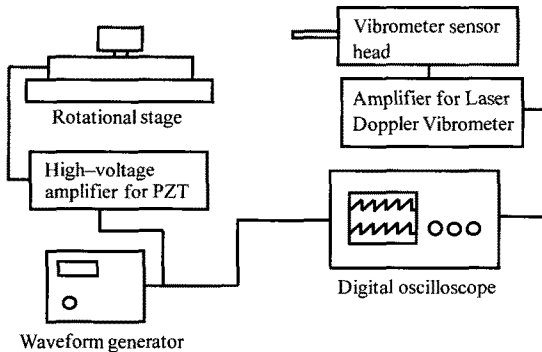 Vibrometer sensor
head
Amplifier for Laser
Doppler Vibrometer
Rotational stage
High–voltage
amplifier for PZT
Digital oscilloscope
Waveform generator